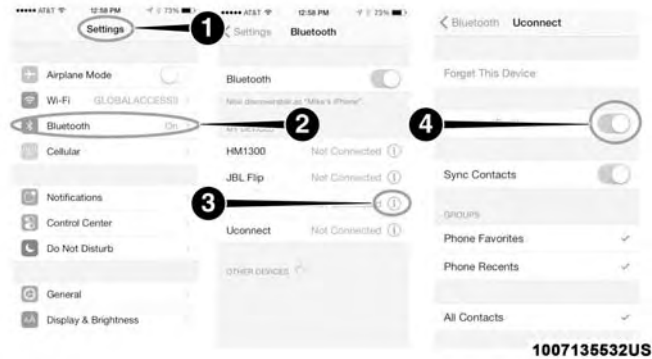 AT&T 12:58 PM 73%
Settings
Airplane Mode
Wi-Fi GLOBALACCESSII
Bluetooth On
Cellular
Notifications
Control Center
Do Not Disturb
General
Display & Brightness
1
2
3
AT&T 12:58 PM 73%
Settings Bluetooth
Bluetooth
Now discoverable as "Mike's iPhone".
MY DEVICES
HM1300 Not Connected
JBL Flip Not Connected
Uconnect Not Connected
OTHER DEVICES
4
Bluetooth Uconnect
Forget This Device
Sync Contacts
GROUPS
Phone Favorites
Phone Recents
All Contacts
1007135532US